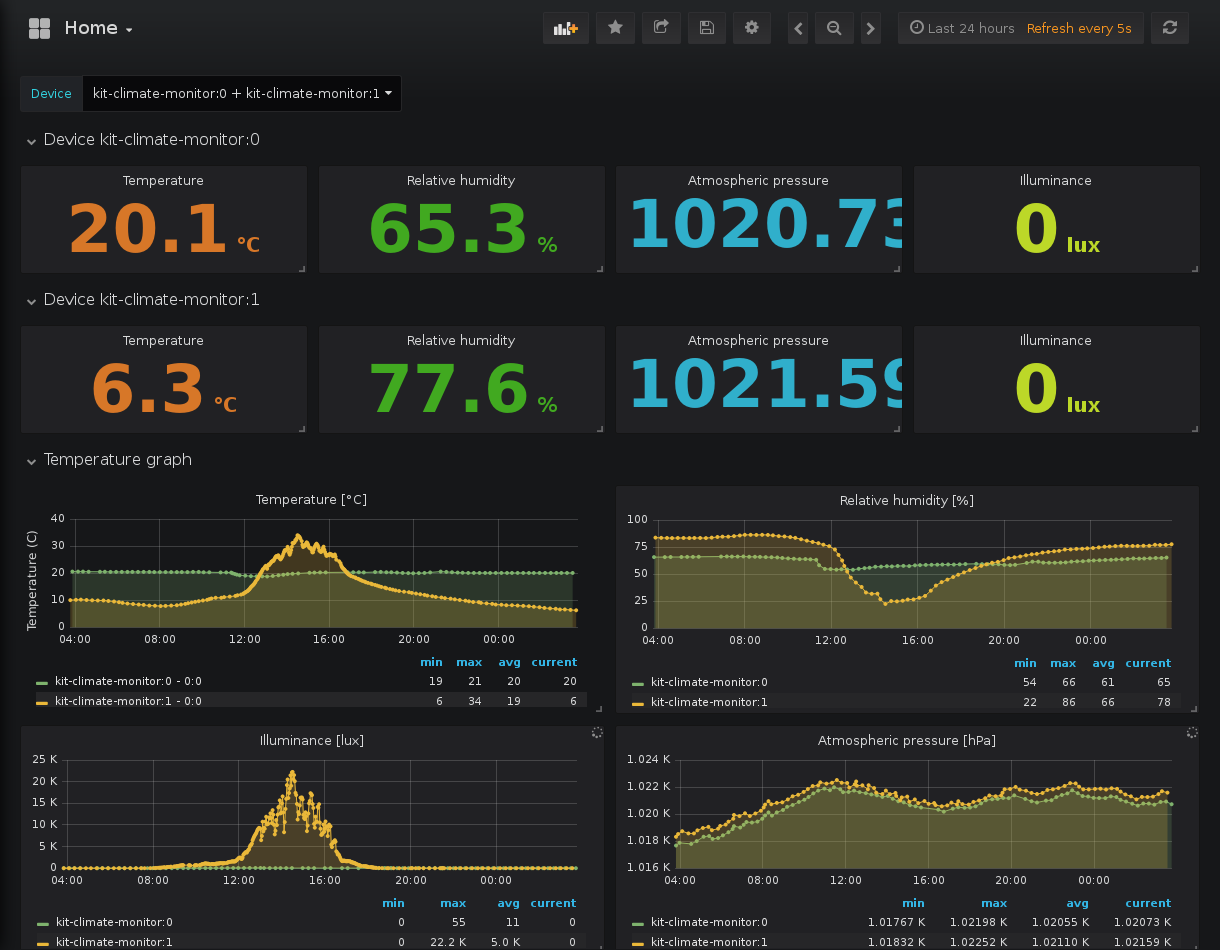 Home
Last 24 hours Refresh every 5s
Device kit-climate-monitor:0 + kit-climate-monitor:1
Device kit-climate-monitor:0
Temperature Relative humidity Atmospheric pressure Illuminance
20.1 °C 65.3 % 1020.73 0 lux
Device kit-climate-monitor:1
Temperature Relative humidity Atmospheric pressure Illuminance
6.3 °C 77.6 % 1021.59 0 lux
Temperature graph
Temperature [°C]
Temperature (C)
40
30
20
10
0
04:00 08:00 12:00 16:00 20:00 00:00
min max avg current
kit-climate-monitor:0 - 0:0 19 21 20 20
kit-climate-monitor:1 - 0:0 6 34 19 6
Relative humidity [%]
100
75
50
25
0
04:00 08:00 12:00 16:00 20:00 00:00
min max avg current
kit-climate-monitor:0 54 66 61 65
kit-climate-monitor:1 22 86 66 78
Illuminance [lux]
25 K
20 K
15 K
10 K
5 K
0
04:00 08:00 12:00 16:00 20:00 00:00
min max avg current
kit-climate-monitor:0 0 55 11 0
kit-climate-monitor:1 0 22.2 K 5.0 K 0
Atmospheric pressure [hPa]
1.024 K
1.022 K
1.020 K
1.018 K
1.016 K
04:00 08:00 12:00 16:00 20:00 00:00
min max avg current
kit-climate-monitor:0 1.01767 K 1.02198 K 1.02055 K 1.02073 K
kit-climate-monitor:1 1.01832 K 1.02252 K 1.02110 K 1.02159 K